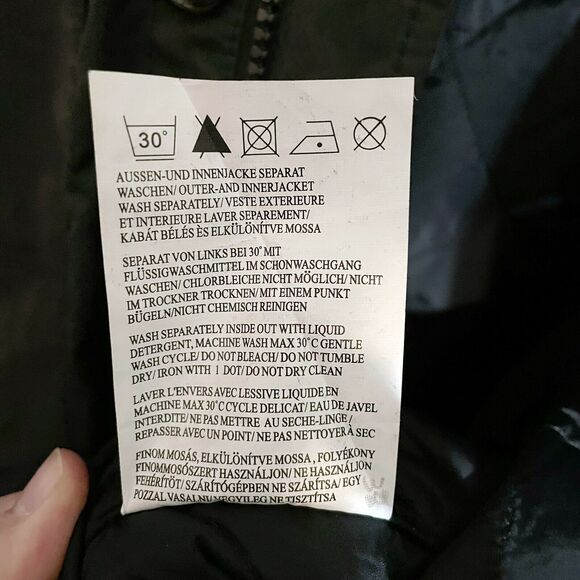 30°
AUSSEN-UND INNENJACKE SEPARAT
WASCHEN/ OUTER-AND INNERJACKET
WASH SEPARATELY/ VESTE EXTERIEURE
ET INTERIEURE LAVER SEPAREMENT/
KABÁT BÉLÉS ÈS ELKÜLÖNÍTVE MOSSA
SEPARAT VON LINKS BEI 30°MIT
FLÜSSIGWASCHMITTEL IM SCHONWASCHGANG
WASCHEN/ CHLORBLEICHE NICHT MÖGLICH/ NICHT
IM TROCKNER TROCKNEN/ MIT EINEM PUNKT
BÜGELN/NICHT CHEMISCH REINIGEN
WASH SEPARATELY INSIDE OUT WITH LIQUID
DETERGENT, MACHINE WASH MAX 30°C GENTLE
WASH CYCLE/ DO NOT BLEACH/ DO NOT TUMBLE
DRY/ IRON WITH 1 DOT/ DO NOT DRY CLEAN
LAVER L'ENVERS AVEC LESSIVE LIQUIDE EN
MACHINE MAX 30°C CYCLE DELICAT/ EAU DE JAVEL
INTERDITE/ NE PAS METTRE AU SECHE-LINGE/
REPASSER AVEC UN POINT/ NE PAS NETTOYER À SEC
FINOM MOSÁS, ELKÜLÖNÍTVE MOSSA , FOLYÉKONY
FINOMMOSÓSZERT HASZNÁLJON/ NE HASZNÁLJON
FEHÉRÍTŐT/ SZÁRÍTÓGÉPBEN NE SZÁRÍTSA/ EGY
POZZAL VASALNI/VEGYILEG NE TISZTÍTSA